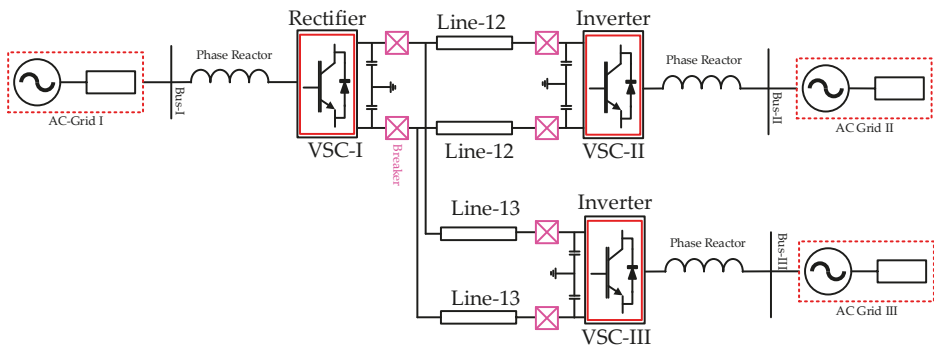 Rectifier
Line-12
Inverter
Phase Reactor
Phase Reactor
Bus-I
Bus-II
AC-Grid I
AC Grid II
VSC-I
Line-12
VSC-II
Breaker
Line-13
Inverter
Phase Reactor
Bus-III
Line-13
AC Grid III
VSC-III